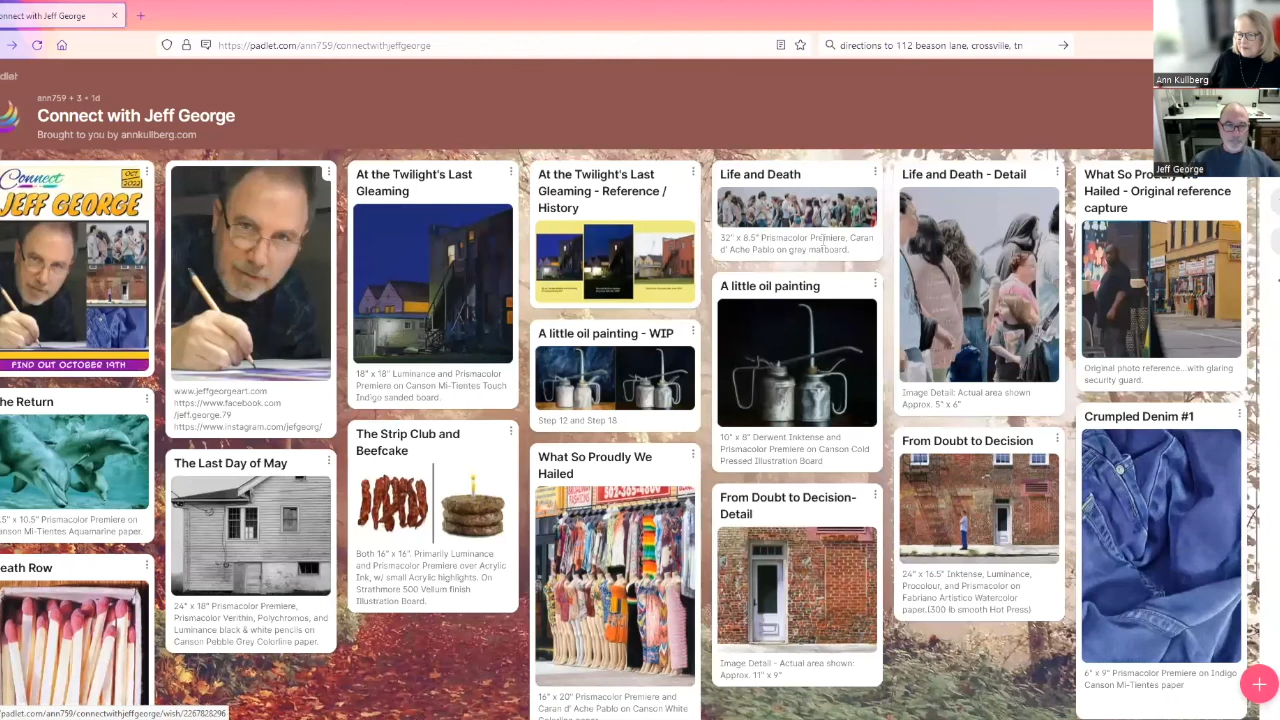 onnect with Jeff George
https://padlet.com/ann759/connectwithjeffgeorge
directions to 112 beason lane, crossville, tn
Ann Kullberg
Jeff George
ann759 + 3 • 1d
Connect with Jeff George
Brought to you by annkullberg.com
Connect
OCT
2022
JEFF GEORGE
FIND OUT OCTOBER 19TH
he Return
.5" x 10.5" Prismacolor Premiere on
anson Mi-Tientes Aquamarine paper.
eath Row
www.jeffgeorgeart.com
https://www.facebook.com
/jeff.george.79
https://www.instagram.com/jefgeorg/
The Last Day of May
24" x 18" Prismacolor Premiere,
Prismacolor Verithin, Polychromos, and
Luminance black & white pencils on
Canson Pebble Grey Colorline paper.
At the Twilight's Last
Gleaming
18" x 18" Luminance and Prismacolor
Premiere on Canson Mi-Tientes Touch
Indigo sanded board.
The Strip Club and
Beefcake
Both 16" x 16". Primarily Luminance
and Prismacolor Premiere over Acrylic
Ink, w/ small Acrylic highlights. On
Strathmore 500 Vellum finish
Illustration Board.
At the Twilight's Last
Gleaming - Reference /
History
A little oil painting - WIP
Step 12 and Step 18
What So Proudly We
Hailed
16" x 20" Prismacolor Premiere and
Caran d' Ache Pablo on Canson White
Colorline paper
Life and Death
32" x 8.5" Prismacolor Premiere, Caran
d' Ache Pablo on grey matboard.
A little oil painting
10" x 8" Derwent Inktense and
Prismacolor Premiere on Canson Cold
Pressed Illustration Board
From Doubt to Decision-
Detail
Image Detail - Actual area shown:
Approx. 11" x 9"
Life and Death - Detail
Image Detail: Actual area shown
Approx. 5" x 6"
From Doubt to Decision
24" x 16.5" Inktense, Luminance,
Procolour, and Prismacolor on
Fabriano Artistico Watercolor
paper.(300 lb smooth Hot Press)
What So Proudly We
Hailed - Original reference
capture
Original photo reference...with glaring
security guard.
Crumpled Denim #1
6" x 9" Prismacolor Premiere on Indigo
Canson Mi-Tientes paper
padlet.com/ann759/connectwithjeffgeorge/wish/2267828296